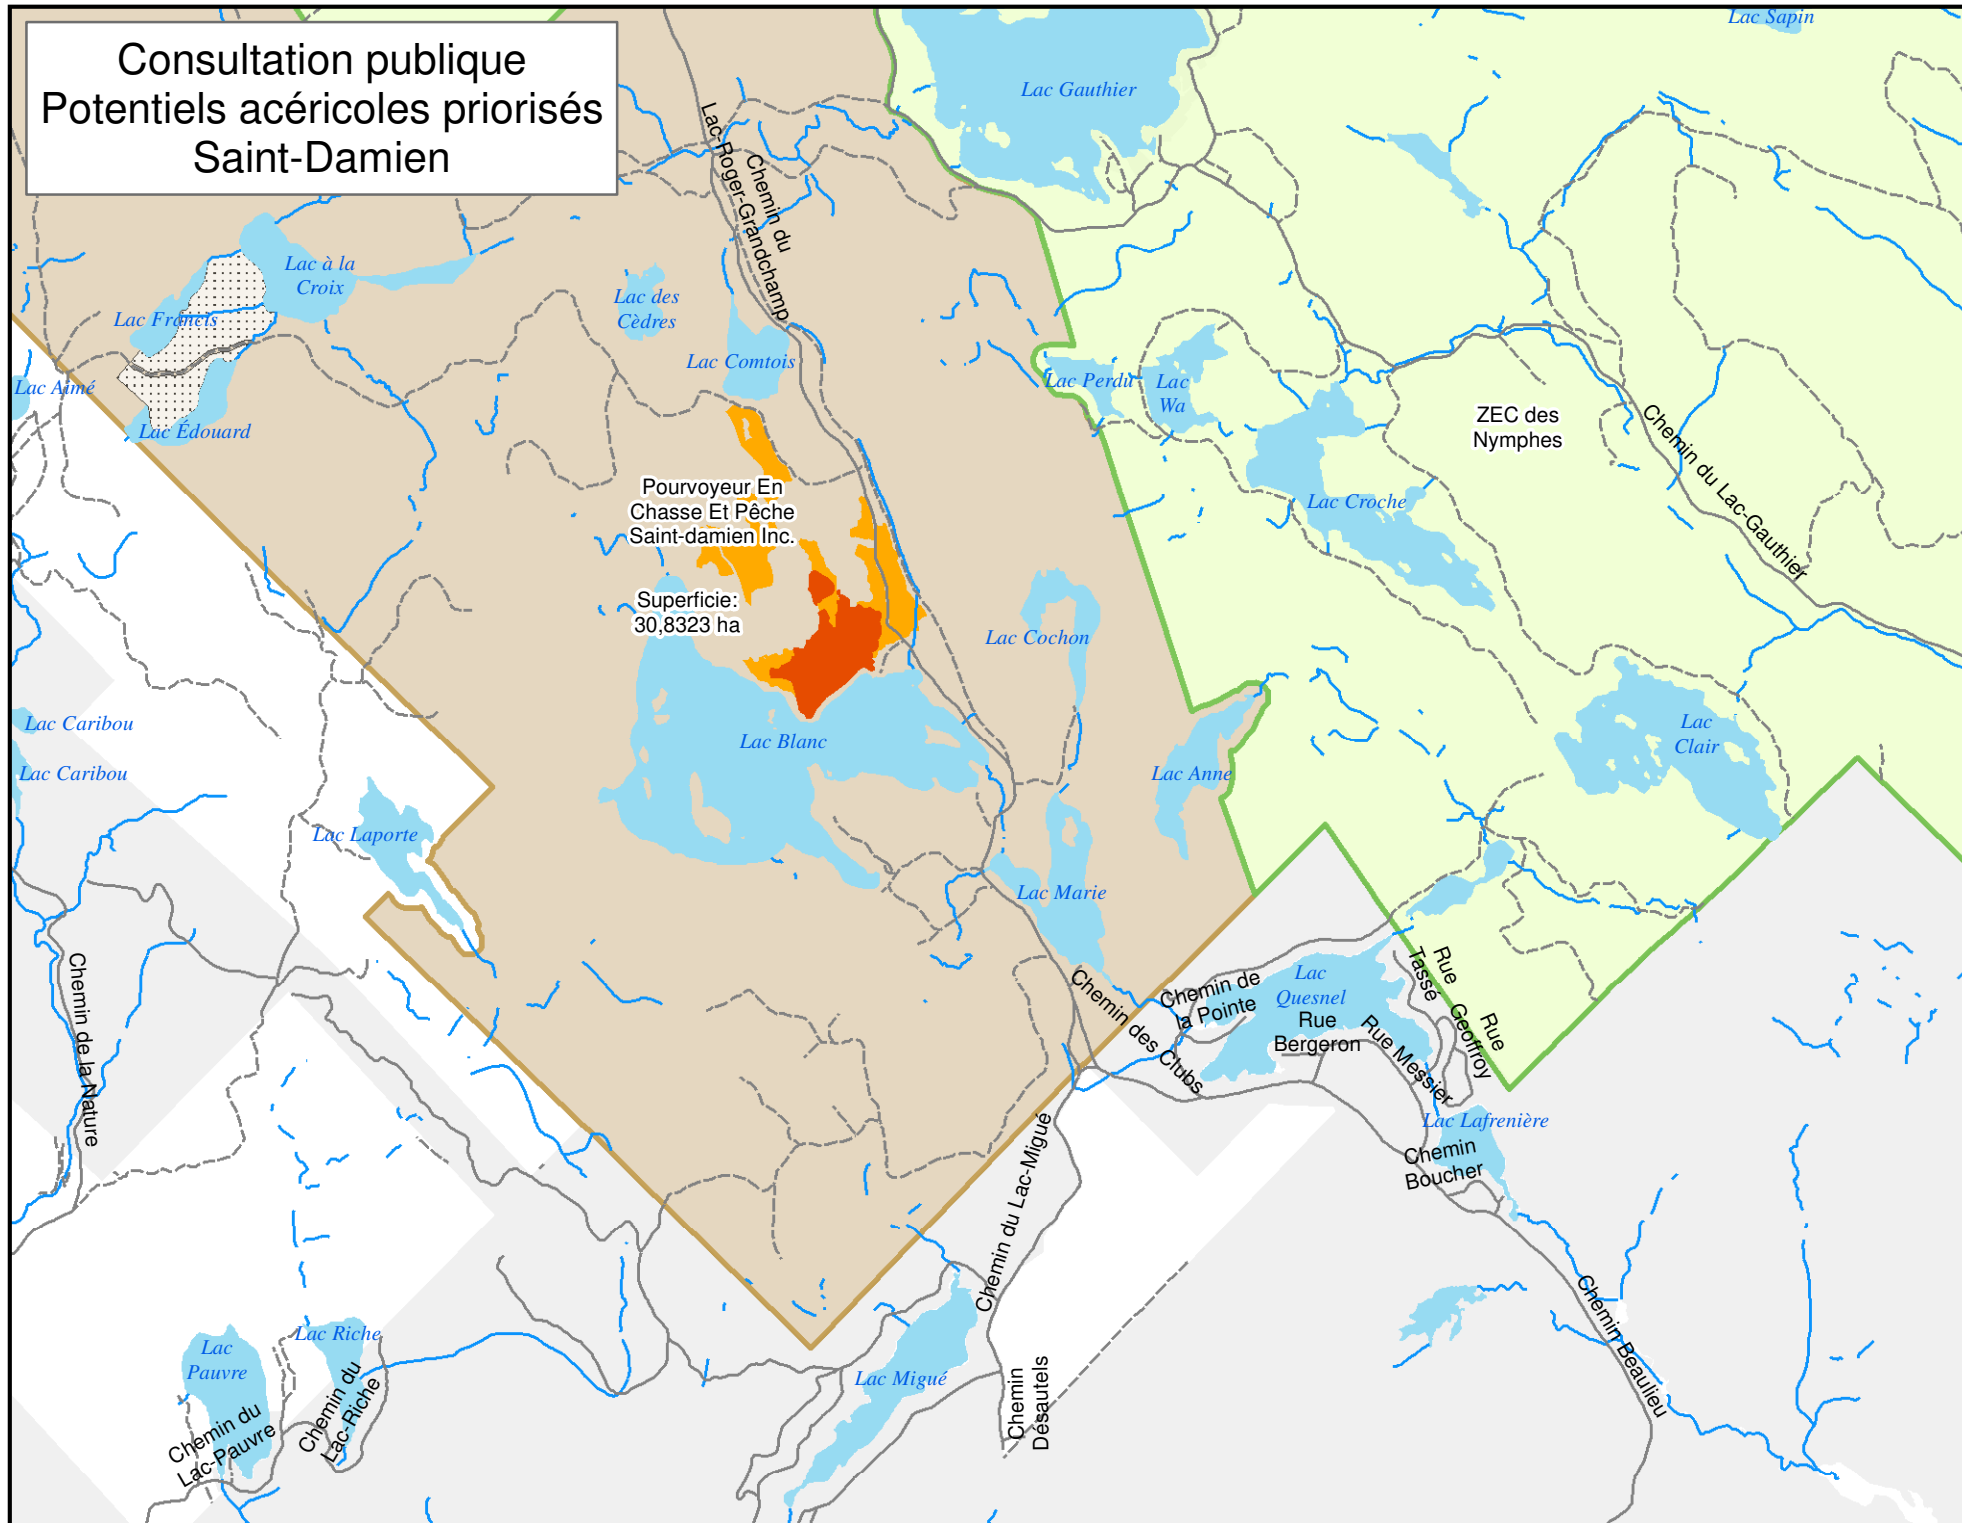 Consultation publique
Potentiels acéricoles priorisés
Saint-Damien
Lac Sapin
Lac Gauthier
Chemin du
Lac-Roger-Grandchamp
Lac à la
Croix
Lac Francis
Lac des
Cèdres
Lac Comtois
Lac Aimé
Lac Édouard
Lac Perdu
Lac
Wa
ZEC des
Nymphes
Chemin du Lac-Gauthier
Lac Croche
Pourvoyeur En
Chasse Et Pêche
Saint-damien Inc.
Superficie:
30,8323 ha
Lac Cochon
Lac Caribou
Lac Caribou
Lac Blanc
Lac Anne
Lac
Clair
Lac Laporte
Lac Marie
Chemin de la Nature
Chemin des Clubs
Chemin de
la Pointe
Lac
Quesnel
Rue
Bergeron
Rue Messier
Rue
Tassé
Rue
Geoffroy
Lac Lafrenière
Chemin
Boucher
Chemin du Lac-Migué
Chemin Beaulieu
Lac
Pauvre
Lac Riche
Chemin du
Lac-Pauvre
Chemin du
Lac-Riche
Lac Migué
Chemin
Désautels